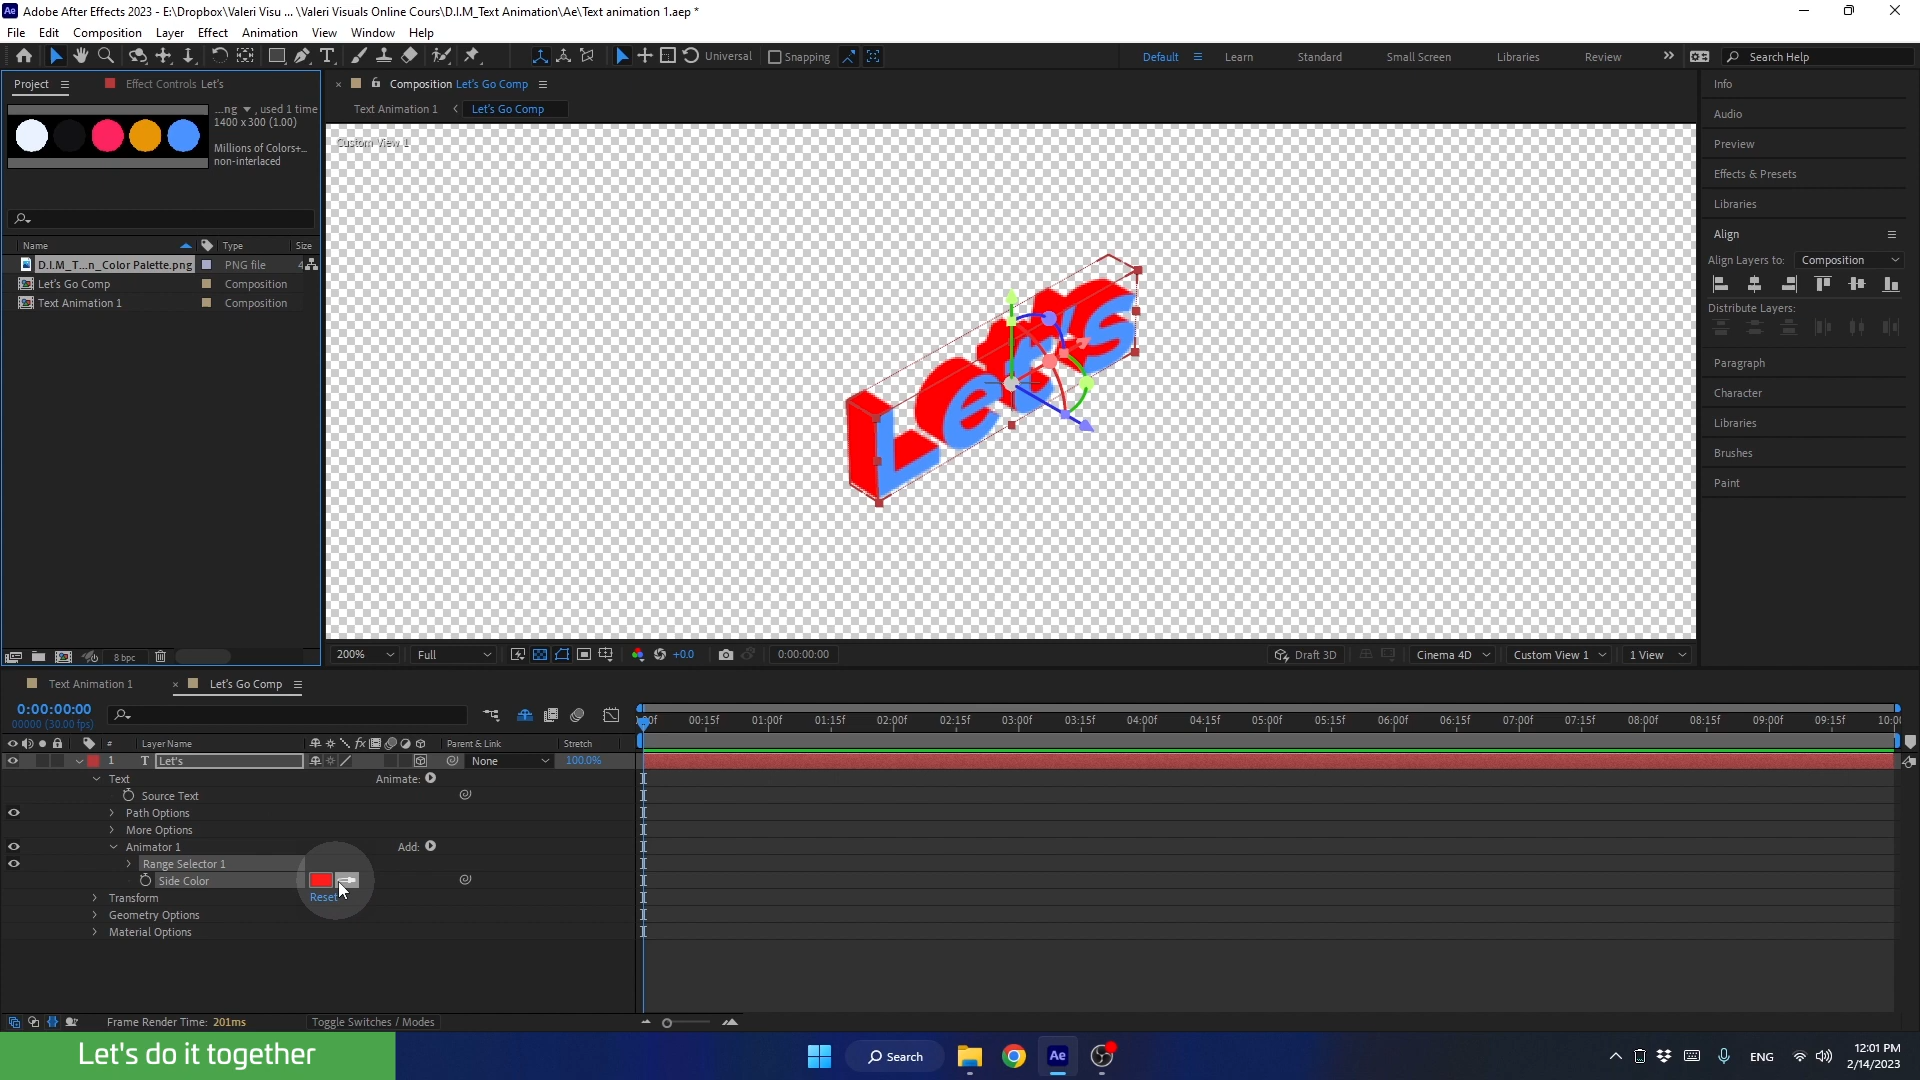 Adobe After Effects 2023 - E:\Dropbox\Valeri Visu ... \Valeri Visuals Online Cours\D.I.M_Text Animation\Ae\Text animation 1.aep *
File Edit Composition Layer Effect Animation View Window Help
Universal Snapping Default Learn Standard Small Screen Libraries Review Search Help
Project Effect Controls Let's
Composition Let's Go Comp
Text Animation 1 Let's Go Comp
...ng , used 1 time
1400 x 300 (1.00)
Millions of Colors+...
non-interlaced
Name Type Size
D.I.M_T...n_Color Palette.png PNG file 4
Let's Go Comp Composition
Text Animation 1 Composition
8 bpc
Custom View 1
Let's
200% Full +0.0 0:00:00:00 Draft 3D Cinema 4D Custom View 1 1 View
Info
Audio
Preview
Effects & Presets
Libraries
Align
Align Layers to: Composition
Distribute Layers:
Paragraph
Character
Libraries
Brushes
Paint
Text Animation 1 Let's Go Comp
0:00:00:00
00000 (30.00 fps)
00:15f 01:00f 01:15f 02:00f 02:15f 03:00f 03:15f 04:00f 04:15f 05:00f 05:15f 06:00f 06:15f 07:00f 07:15f 08:00f 08:15f 09:00f 09:15f 10:0
# Layer Name fx Parent & Link Stretch
1 T Let's None 100.0%
Text Animate:
Source Text
Path Options
More Options
Animator 1 Add:
Range Selector 1
Side Color
Reset
Transform
Geometry Options
Material Options
Frame Render Time: 201ms Toggle Switches / Modes
Let's do it together
Search
Ae
ENG
12:01 PM
2/14/2023